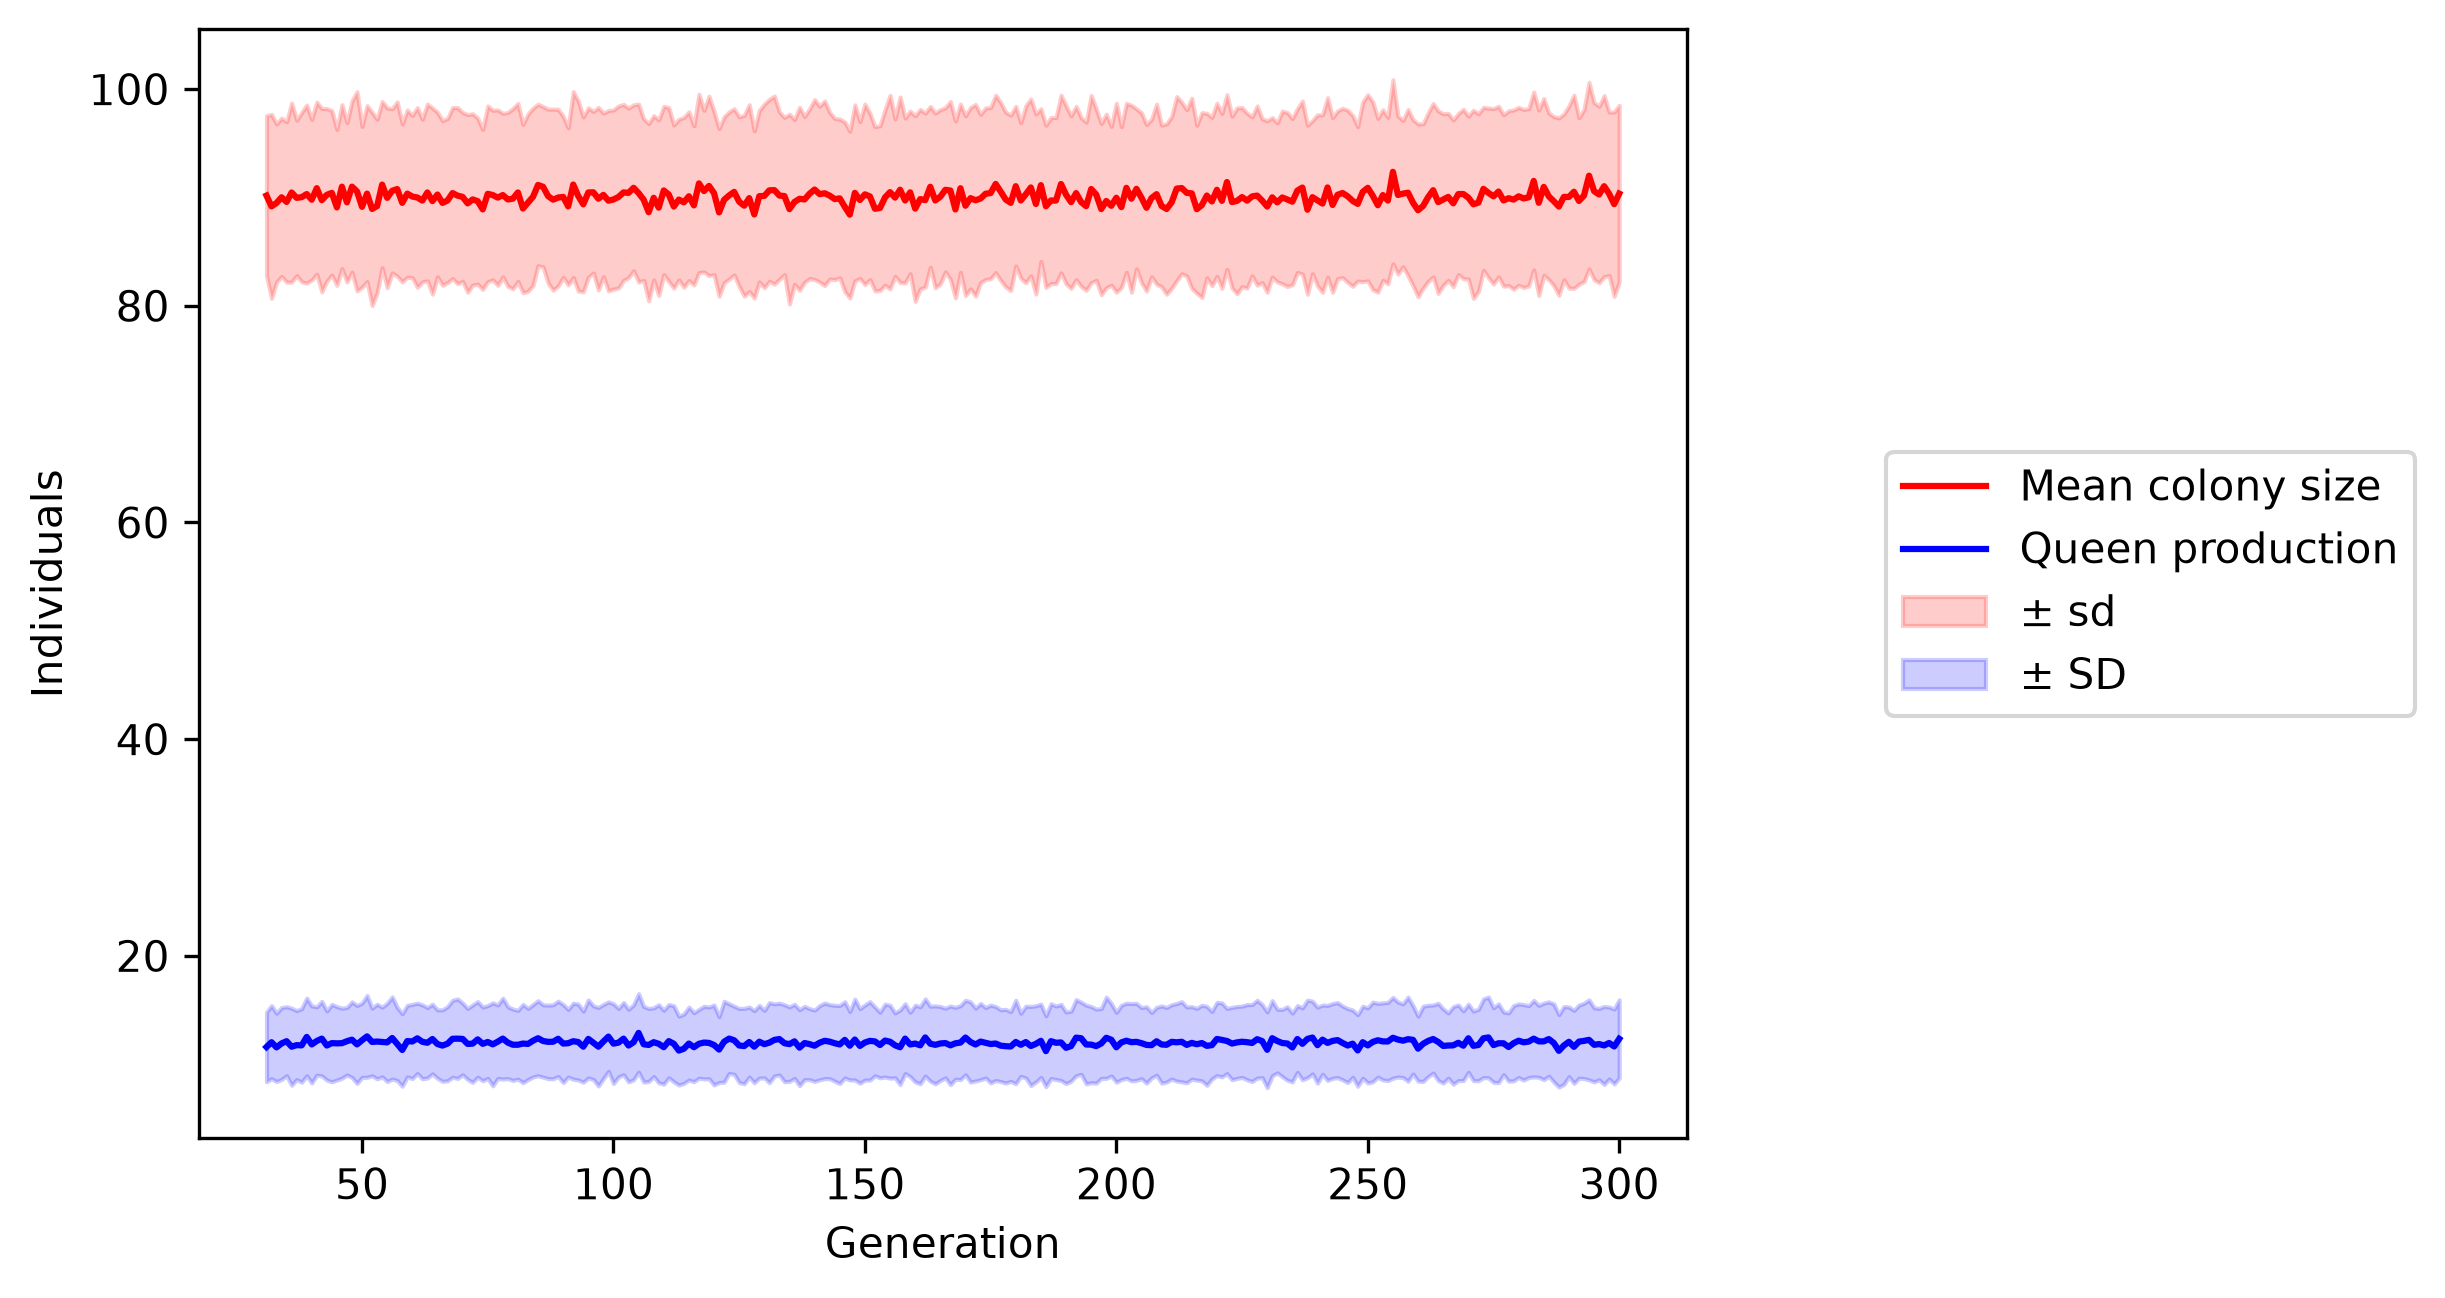 100
80
60
40
20
Individuals
50 100 150 200 250 300
Generation
Mean colony size
Queen production
± sd
± SD